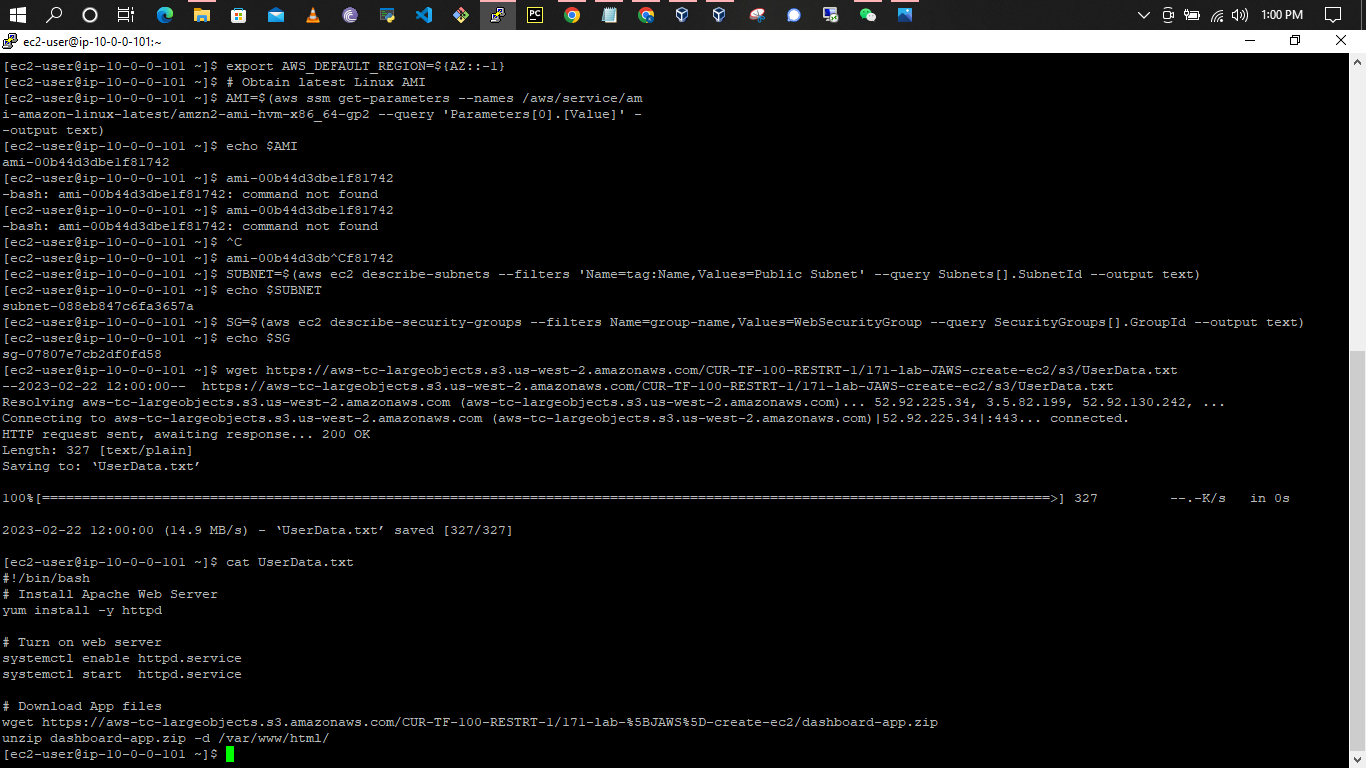 1:00 PM
ec2-user@ip-10-0-0-101:~
[ec2-user@ip-10-0-0-101 ~]$ export AWS_DEFAULT_REGION=${AZ::-1}
[ec2-user@ip-10-0-0-101 ~]$ # Obtain latest Linux AMI
[ec2-user@ip-10-0-0-101 ~]$ AMI=$(aws ssm get-parameters --names /aws/service/am
i-amazon-linux-latest/amzn2-ami-hvm-x86_64-gp2 --query 'Parameters[0].[Value]' -
-output text)
[ec2-user@ip-10-0-0-101 ~]$ echo $AMI
ami-00b44d3dbe1f81742
[ec2-user@ip-10-0-0-101 ~]$ ami-00b44d3dbe1f81742
-bash: ami-00b44d3dbe1f81742: command not found
[ec2-user@ip-10-0-0-101 ~]$ ami-00b44d3dbe1f81742
-bash: ami-00b44d3dbe1f81742: command not found
[ec2-user@ip-10-0-0-101 ~]$ ^C
[ec2-user@ip-10-0-0-101 ~]$ ami-00b44d3db^Cf81742
[ec2-user@ip-10-0-0-101 ~]$ SUBNET=$(aws ec2 describe-subnets --filters 'Name=tag:Name,Values=Public Subnet' --query Subnets[].SubnetId --output text)
[ec2-user@ip-10-0-0-101 ~]$ echo $SUBNET
subnet-088eb847c6fa3657a
[ec2-user@ip-10-0-0-101 ~]$ SG=$(aws ec2 describe-security-groups --filters Name=group-name,Values=WebSecurityGroup --query SecurityGroups[].GroupId --output text)
[ec2-user@ip-10-0-0-101 ~]$ echo $SG
sg-07807e7cb2df0fd58
[ec2-user@ip-10-0-0-101 ~]$ wget https://aws-tc-largeobjects.s3.us-west-2.amazonaws.com/CUR-TF-100-RESTRT-1/171-lab-JAWS-create-ec2/s3/UserData.txt
--2023-02-22 12:00:00--  https://aws-tc-largeobjects.s3.us-west-2.amazonaws.com/CUR-TF-100-RESTRT-1/171-lab-JAWS-create-ec2/s3/UserData.txt
Resolving aws-tc-largeobjects.s3.us-west-2.amazonaws.com (aws-tc-largeobjects.s3.us-west-2.amazonaws.com)... 52.92.225.34, 3.5.82.199, 52.92.130.242, ...
Connecting to aws-tc-largeobjects.s3.us-west-2.amazonaws.com (aws-tc-largeobjects.s3.us-west-2.amazonaws.com)|52.92.225.34|:443... connected.
HTTP request sent, awaiting response... 200 OK
Length: 327 [text/plain]
Saving to: ‘UserData.txt’
100%[==============================================================================================================================>] 327         --.-K/s   in 0s
2023-02-22 12:00:00 (14.9 MB/s) - ‘UserData.txt’ saved [327/327]
[ec2-user@ip-10-0-0-101 ~]$ cat UserData.txt
#!/bin/bash
# Install Apache Web Server
yum install -y httpd
# Turn on web server
systemctl enable httpd.service
systemctl start  httpd.service
# Download App files
wget https://aws-tc-largeobjects.s3.amazonaws.com/CUR-TF-100-RESTRT-1/171-lab-%5BJAWS%5D-create-ec2/dashboard-app.zip
unzip dashboard-app.zip -d /var/www/html/
[ec2-user@ip-10-0-0-101 ~]$